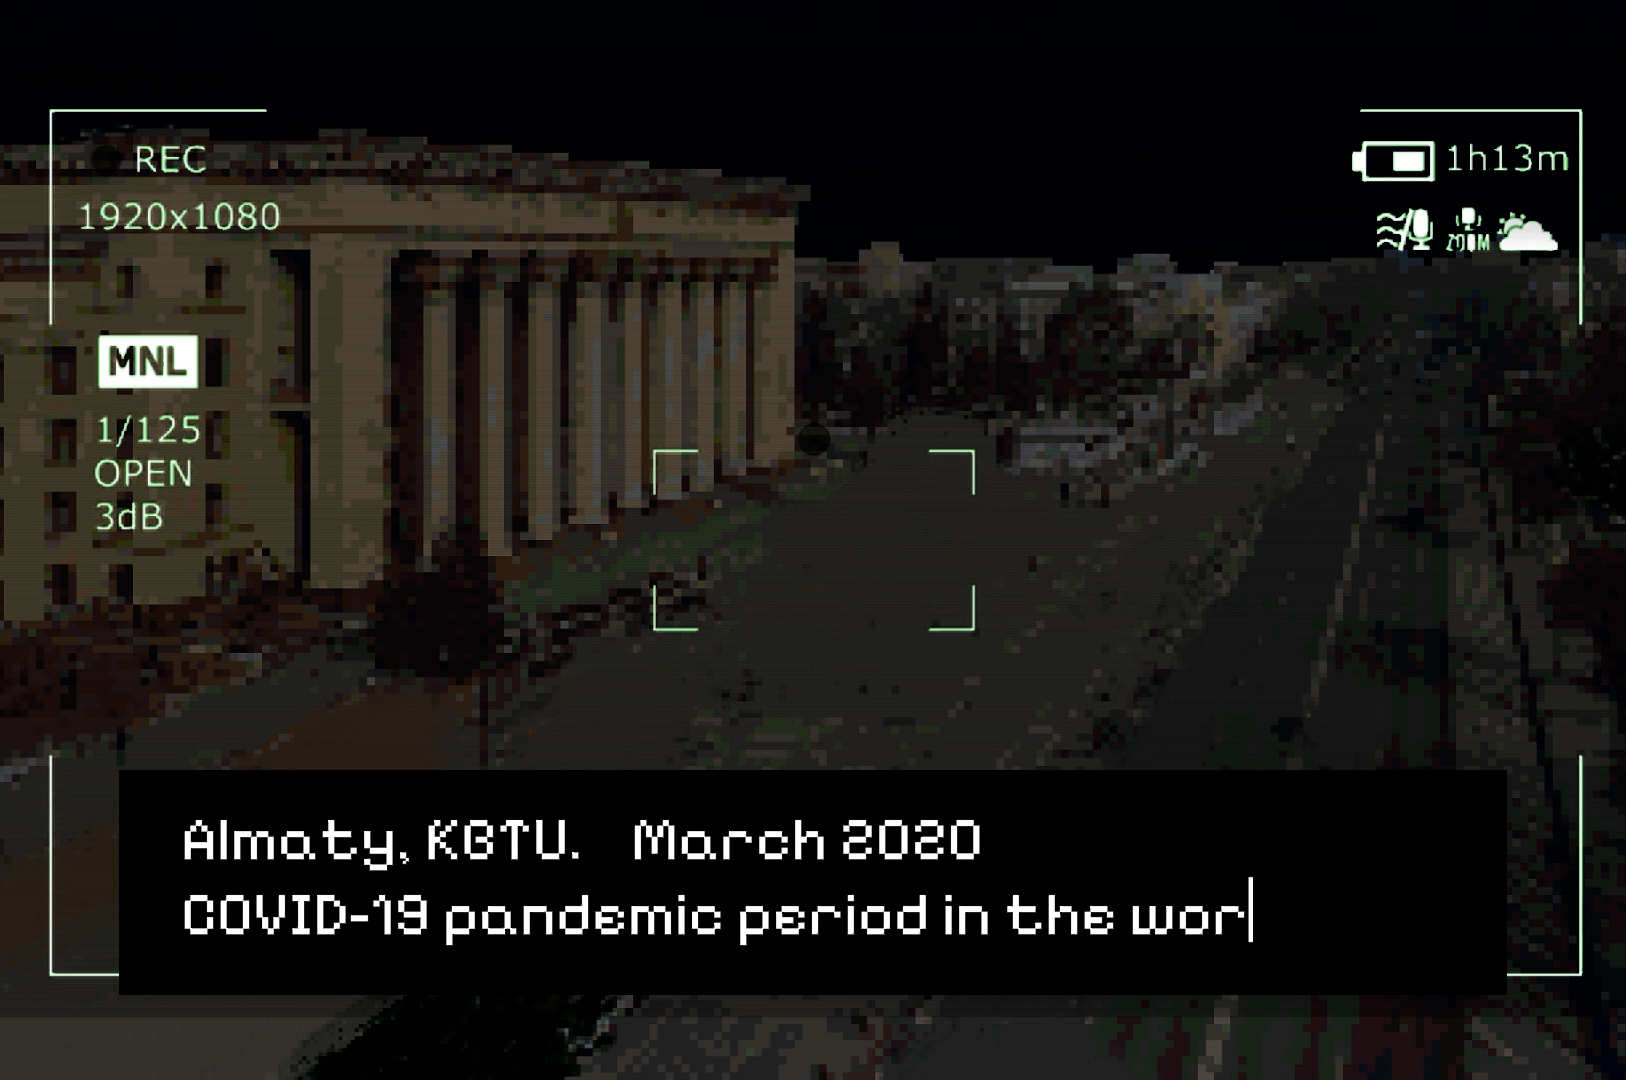 REC
1920x1080
1h13m
ZOOM
MNL
1/125
OPEN
3dB
Almaty, KBTU. March 2020
COVID-19 pandemic period in the wor